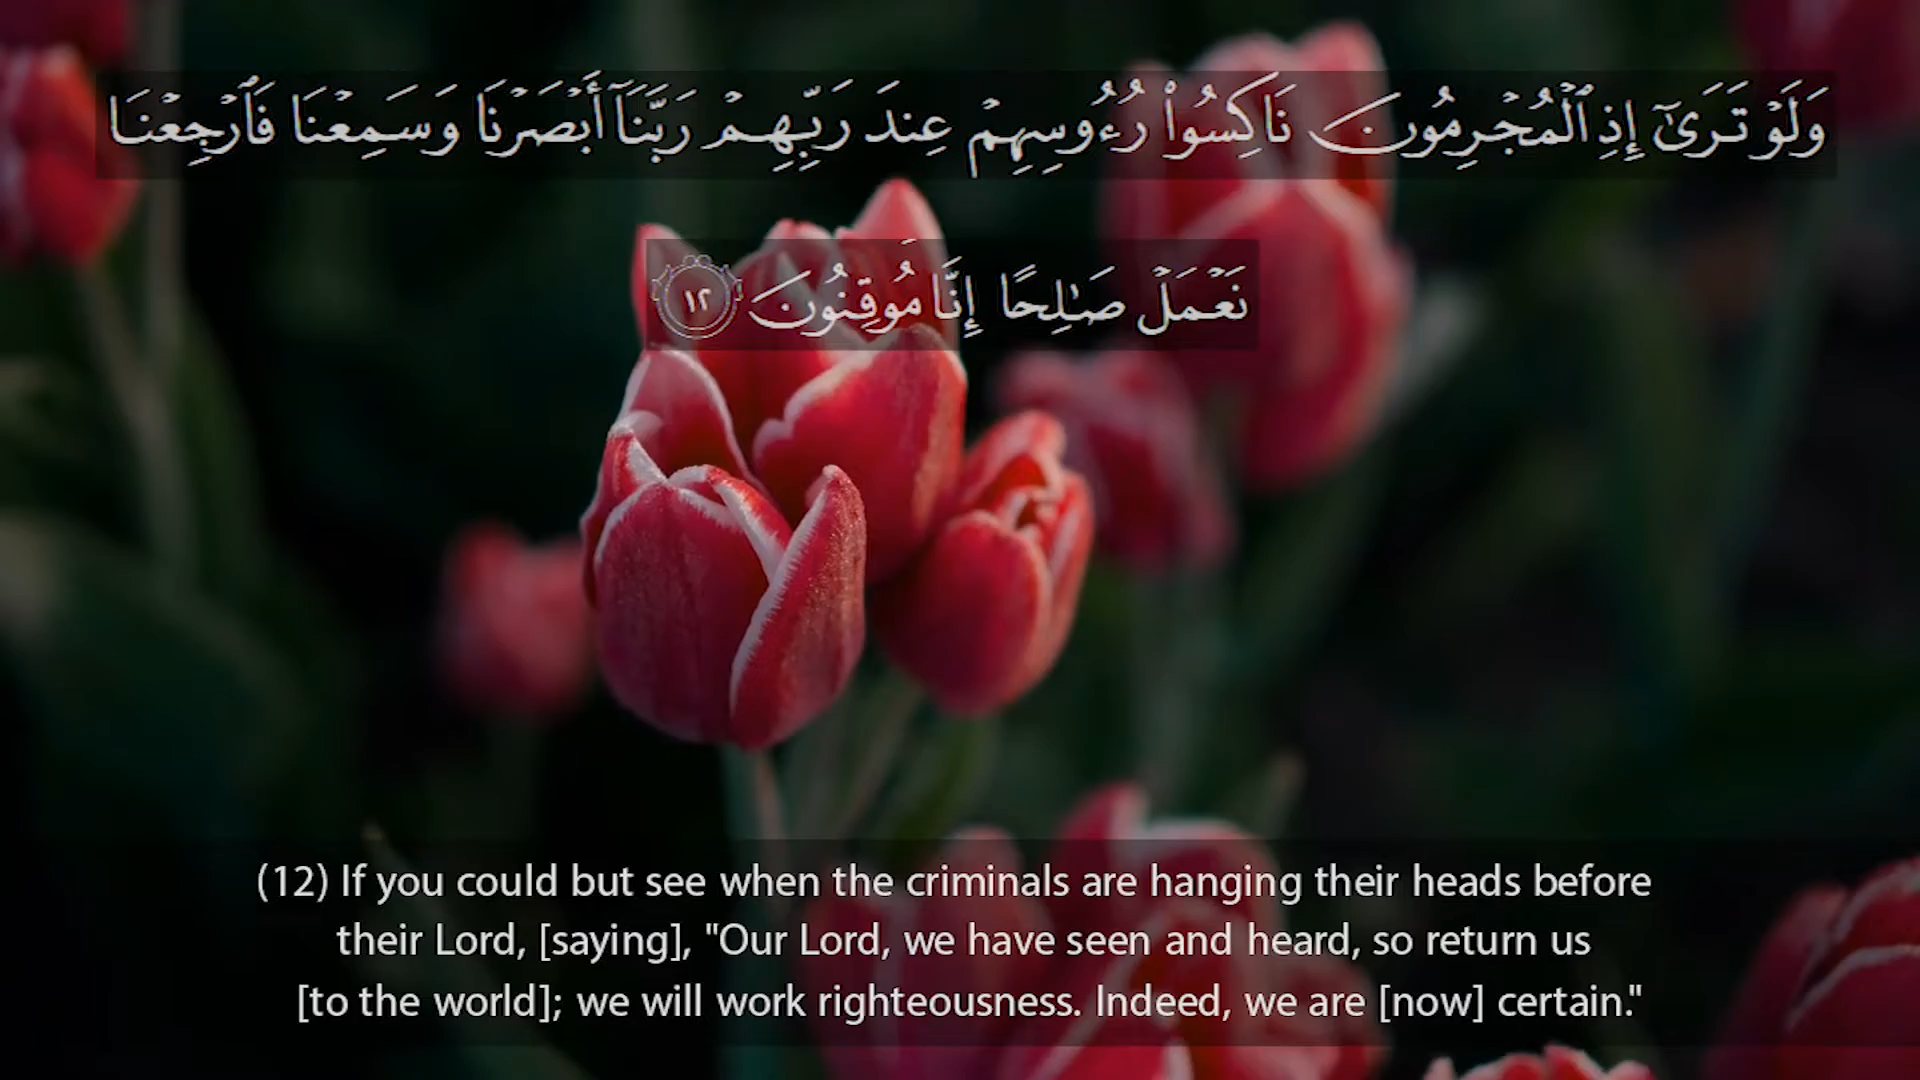 وَلَوۡ تَرَىٰٓ إِذِ ٱلۡمُجۡرِمُونَ نَاكِسُواْ رُءُوسِهِمۡ عِندَ رَبِّهِمۡ رَبَّنَآ أَبۡصَرۡنَا وَسَمِعۡنَا فَٱرۡجِعۡنَا
نَعۡمَلۡ صَٰلِحًا إِنَّا مُوقِنُونَ ١٢
(12) If you could but see when the criminals are hanging their heads before
their Lord, [saying], "Our Lord, we have seen and heard, so return us
[to the world]; we will work righteousness. Indeed, we are [now] certain."